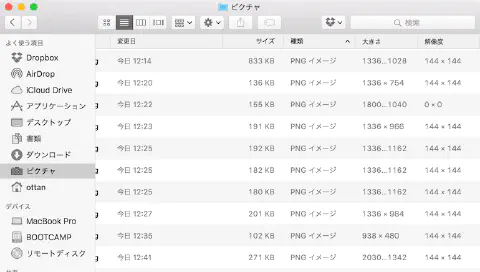 ピクチャ
検索
よく使う項目
変更日 サイズ 種類 大きさ 解像度
Dropbox
AirDrop
iCloud Drive
アプリケーション
デスクトップ
書類
ダウンロード
ピクチャ
ottan
デバイス
MacBook Pro
BOOTCAMP
リモートディスク
g 今日 12:14 833 KB PNG イメージ 1336...1028 144 × 144
g 今日 12:20 136 KB PNG イメージ 1336 × 754 144 × 144
g 今日 12:22 155 KB PNG イメージ 1800...1040 0 × 0
g 今日 12:23 191 KB PNG イメージ 1336 × 966 144 × 144
g 今日 12:25 192 KB PNG イメージ 1336...1162 144 × 144
g 今日 12:25 182 KB PNG イメージ 1336...1162 144 × 144
g 今日 12:25 180 KB PNG イメージ 1336...1162 144 × 144
g 今日 12:27 201 KB PNG イメージ 1336 × 984 144 × 144
g 今日 12:35 102 KB PNG イメージ 938 × 480 144 × 144
g 今日 12:41 271 KB PNG イメージ 2030...1342 144 × 144